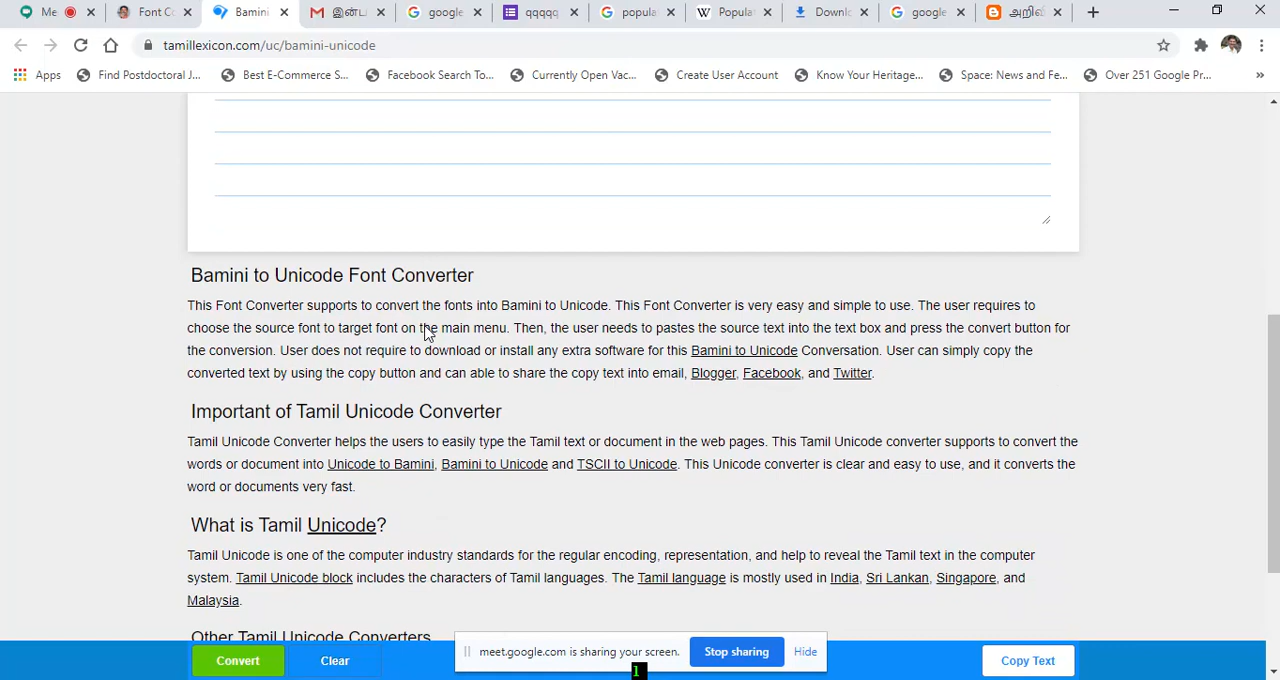 Me
Font Cc
Bamini
இன்ட
google
qqqqq
popula
Popula
Downl
google
அறிவி
tamillexicon.com/uc/bamini-unicode
Apps
Find Postdoctoral J...
Best E-Commerce S...
Facebook Search To...
Currently Open Vac...
Create User Account
Know Your Heritage...
Space: News and Fe...
Over 251 Google Pr...
Bamini to Unicode Font Converter
This Font Converter supports to convert the fonts into Bamini to Unicode. This Font Converter is very easy and simple to use. The user requires to
choose the source font to target font on the main menu. Then, the user needs to pastes the source text into the text box and press the convert button for
the conversion. User does not require to download or install any extra software for this Bamini to Unicode Conversation. User can simply copy the
converted text by using the copy button and can able to share the copy text into email, Blogger, Facebook, and Twitter.
Important of Tamil Unicode Converter
Tamil Unicode Converter helps the users to easily type the Tamil text or document in the web pages. This Tamil Unicode converter supports to convert the
words or document into Unicode to Bamini, Bamini to Unicode and TSCII to Unicode. This Unicode converter is clear and easy to use, and it converts the
word or documents very fast.
What is Tamil Unicode?
Tamil Unicode is one of the computer industry standards for the regular encoding, representation, and help to reveal the Tamil text in the computer
system. Tamil Unicode block includes the characters of Tamil languages. The Tamil language is mostly used in India, Sri Lankan, Singapore, and
Malaysia.
Other Tamil Unicode Converters
Convert
Clear
meet.google.com is sharing your screen.
Stop sharing
Hide
Copy Text
1